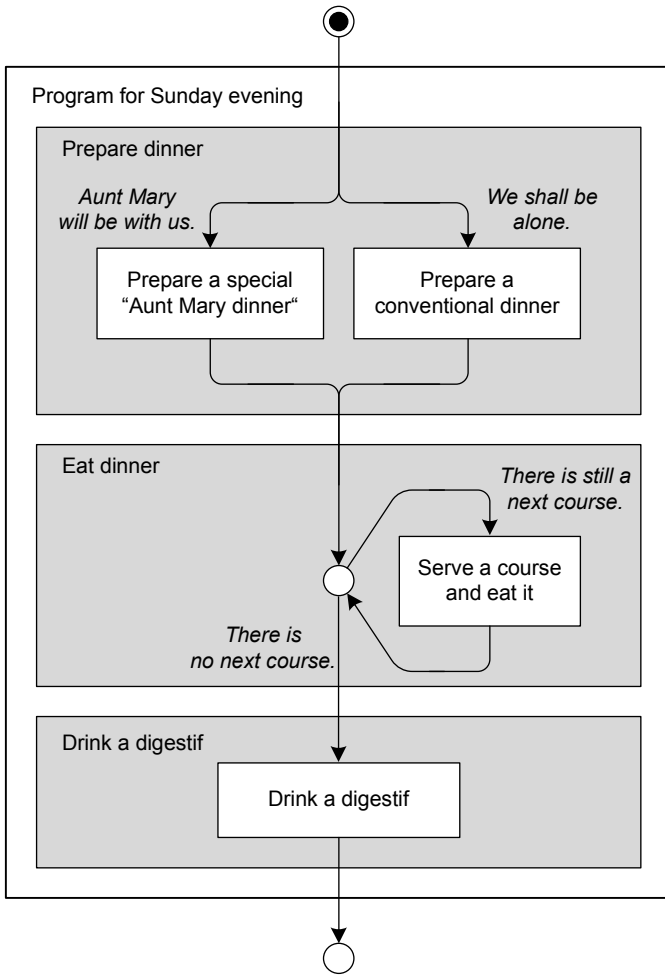 Program for Sunday evening
Prepare dinner
Aunt Mary
will be with us.
We shall be
alone.
Prepare a special
“Aunt Mary dinner“
Prepare a
conventional dinner
Eat dinner
There is still a
next course.
Serve a course
and eat it
There is
no next course.
Drink a digestif
Drink a digestif